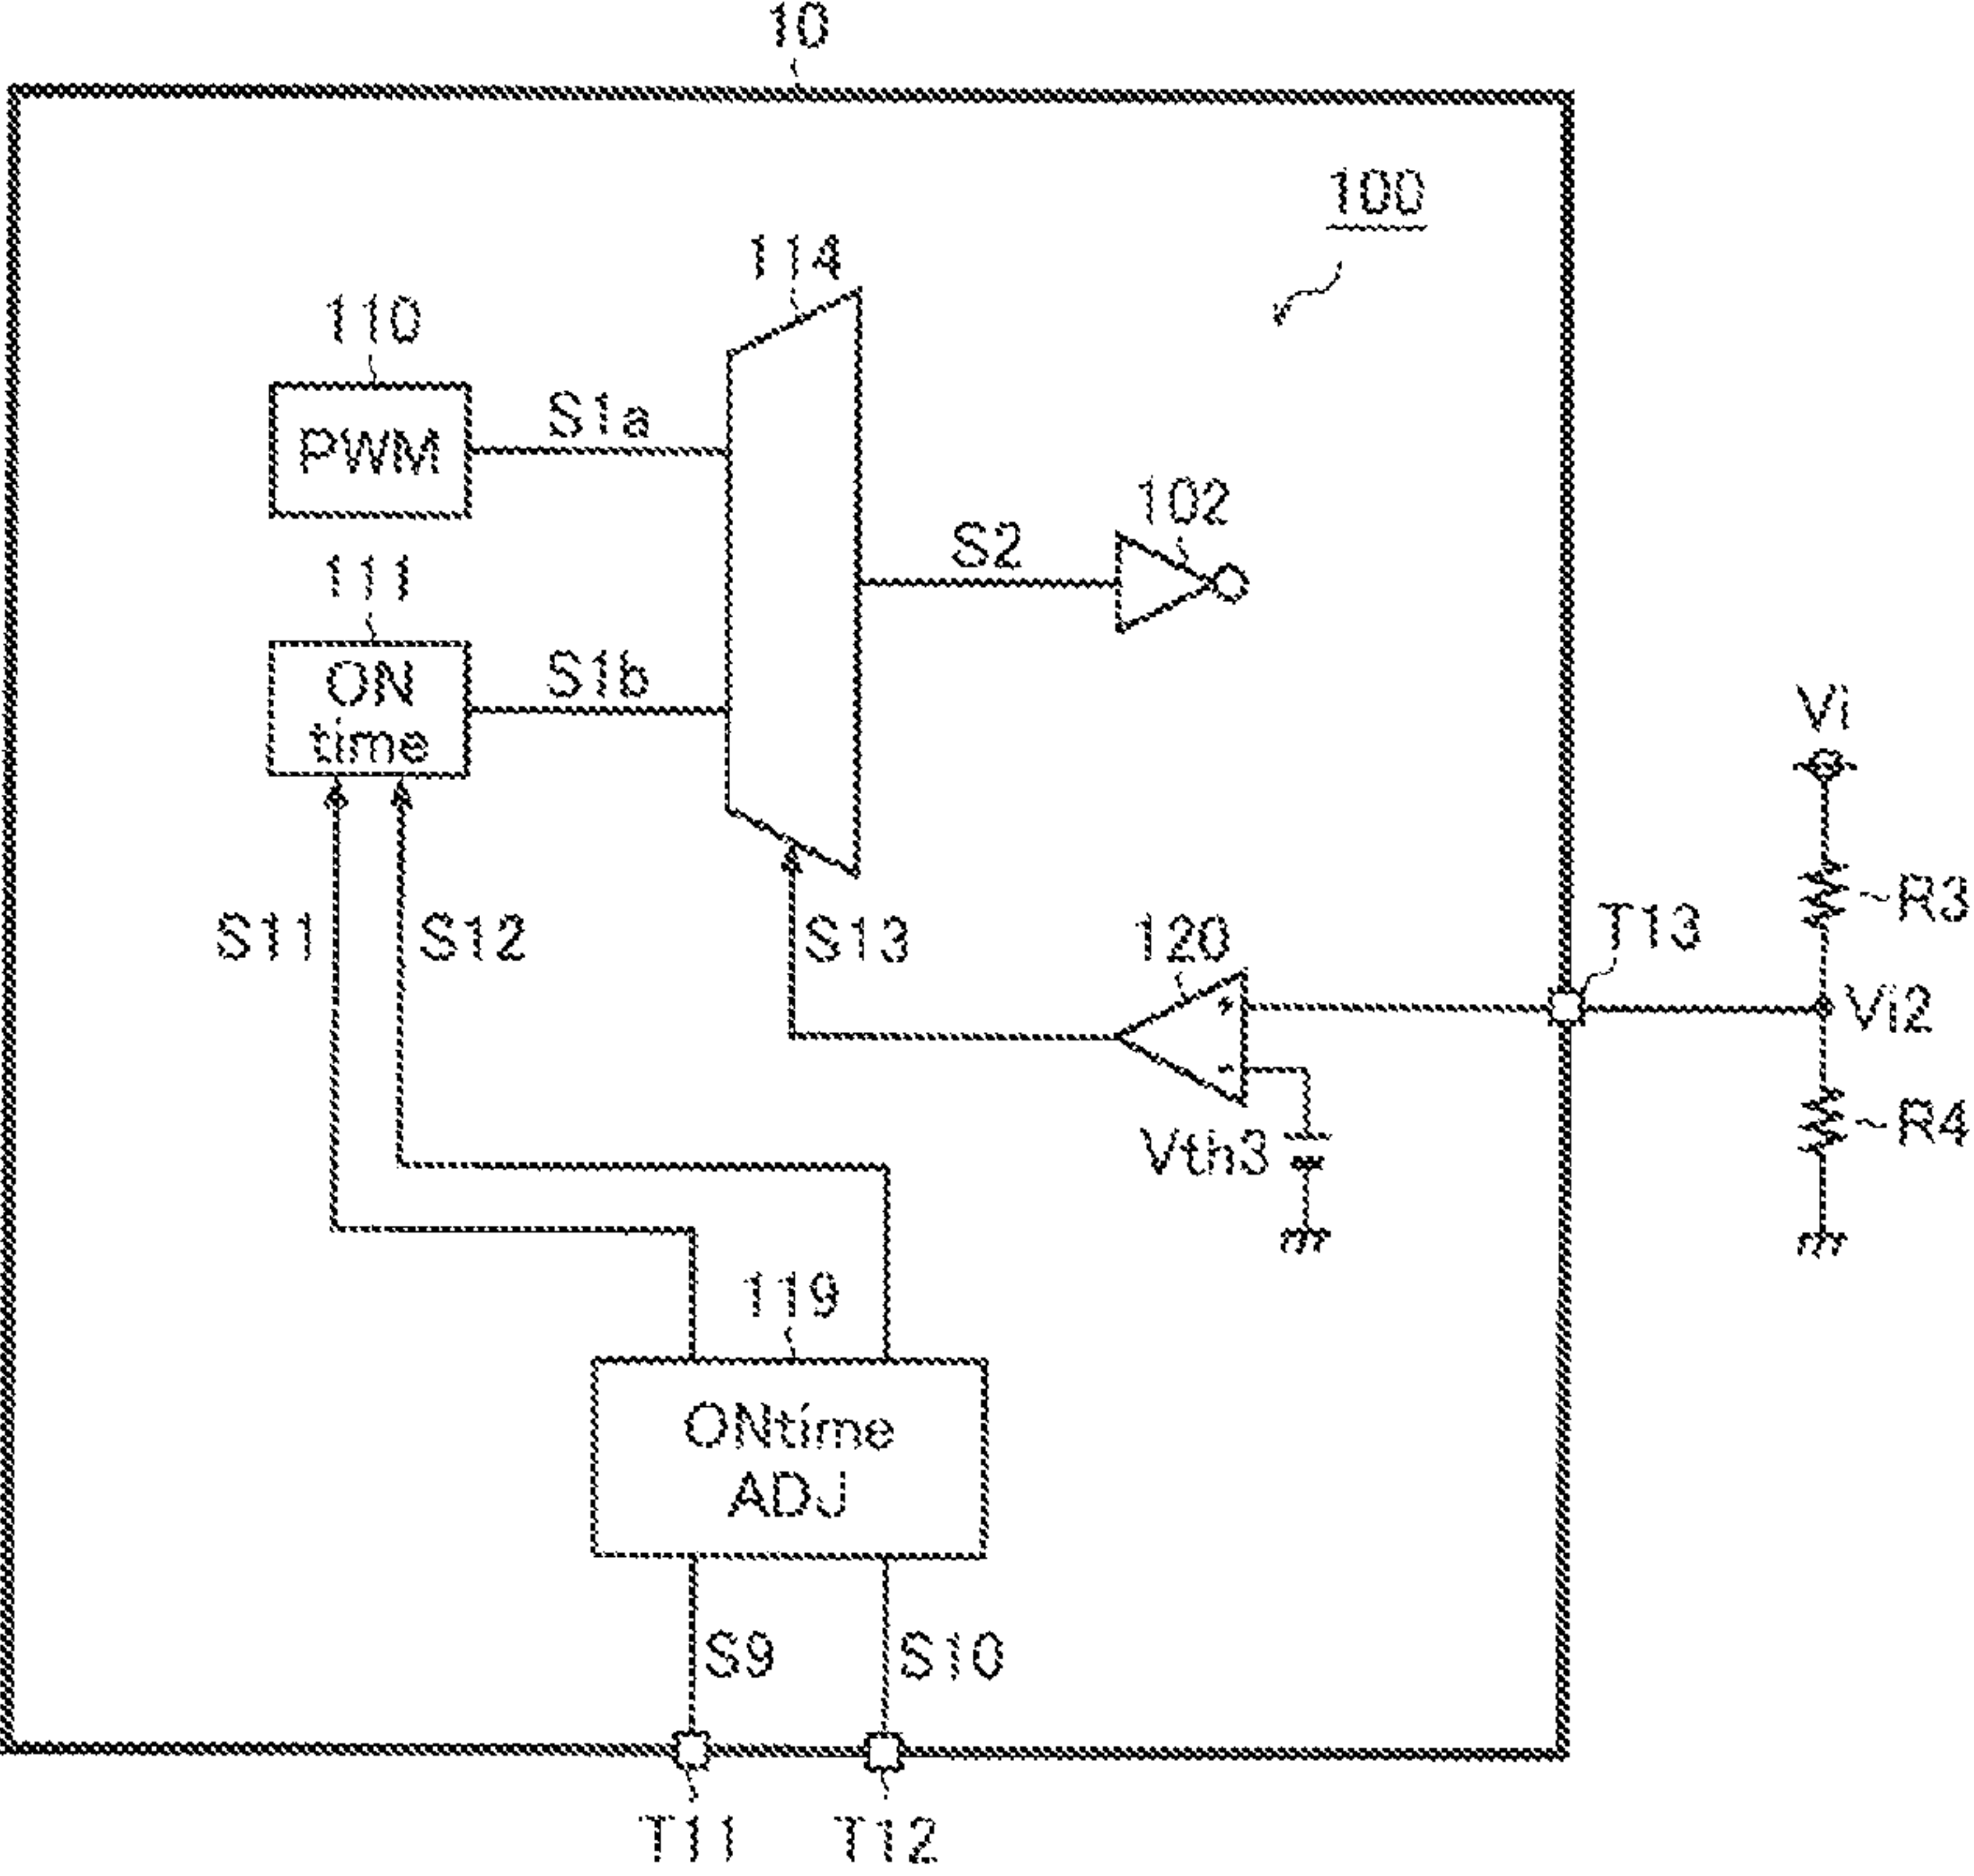 10
100
114
110
PWM
S1a
102
S2
111
ON
time
S1b
Vi
R3
S11
S12
S13
120
T13
+
Vi2
-
Vth3
R4
119
ONtime
ADJ
S9
S10
T11
T12